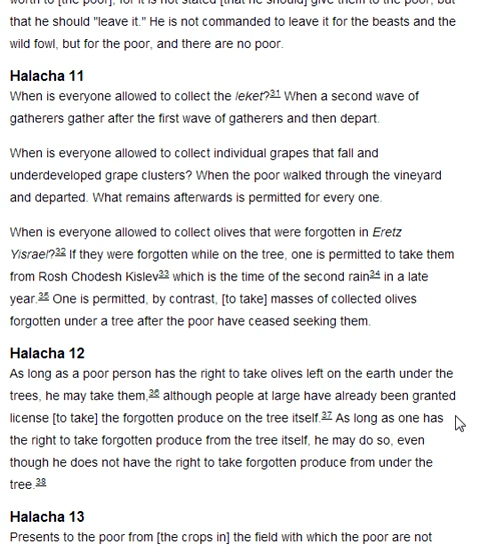 worth to [the poor], for it is not stated [that he should] give them to the poor, but
that he should "leave it." He is not commanded to leave it for the beasts and the
wild fowl, but for the poor, and there are no poor.
Halacha 11
When is everyone allowed to collect the leket?31 When a second wave of
gatherers gather after the first wave of gatherers and then depart.
When is everyone allowed to collect individual grapes that fall and
underdeveloped grape clusters? When the poor walked through the vineyard
and departed. What remains afterwards is permitted for every one.
When is everyone allowed to collect olives that were forgotten in Eretz
Yisrael?32 If they were forgotten while on the tree, one is permitted to take them
from Rosh Chodesh Kislev33 which is the time of the second rain34 in a late
year.35 One is permitted, by contrast, [to take] masses of collected olives
forgotten under a tree after the poor have ceased seeking them.
Halacha 12
As long as a poor person has the right to take olives left on the earth under the
trees, he may take them,36 although people at large have already been granted
license [to take] the forgotten produce on the tree itself.37 As long as one has
the right to take forgotten produce from the tree itself, he may do so, even
though he does not have the right to take forgotten produce from under the
tree.38
Halacha 13
Presents to the poor from [the crops in] the field with which the poor are not